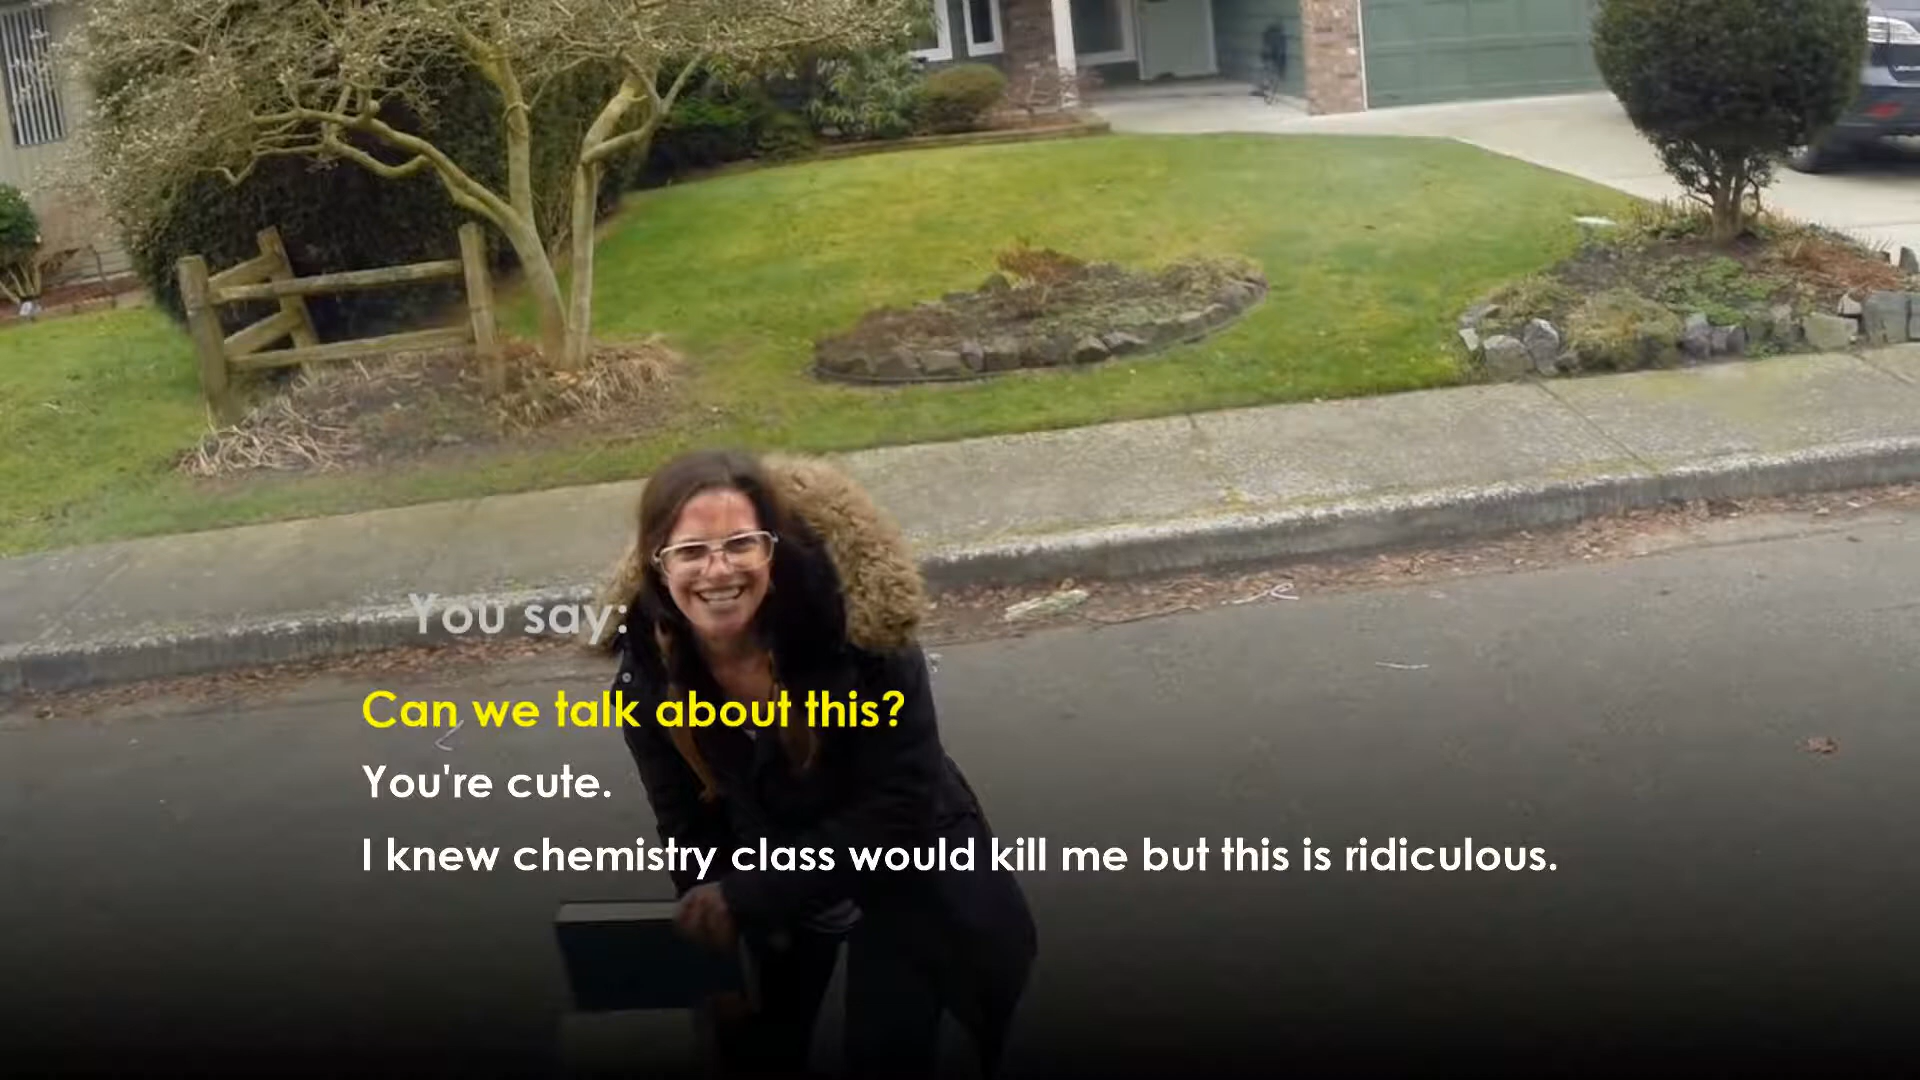 You say:
Can we talk about this?
You're cute.
I knew chemistry class would kill me but this is ridiculous.